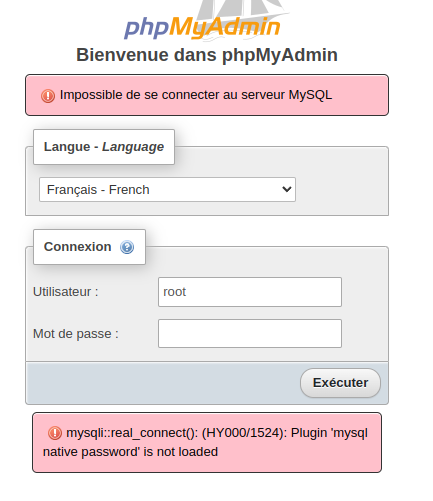 phpMyAdmin
Bienvenue dans phpMyAdmin
Impossible de se connecter au serveur MySQL
Langue - Language
Français - French
Connexion
Utilisateur :
root
Mot de passe :
Exécuter
mysqli::real_connect(): (HY000/1524): Plugin 'mysql
native password' is not loaded